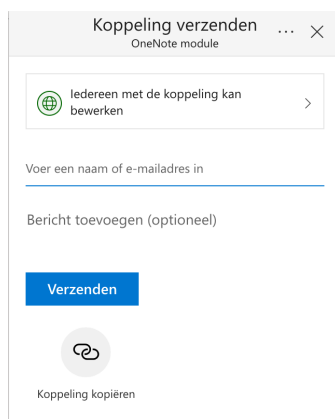 Koppeling verzenden
OneNote module
Iedereen met de koppeling kan
bewerken
Voer een naam of e-mailadres in
Bericht toevoegen (optioneel)
Verzenden
Koppeling kopiëren